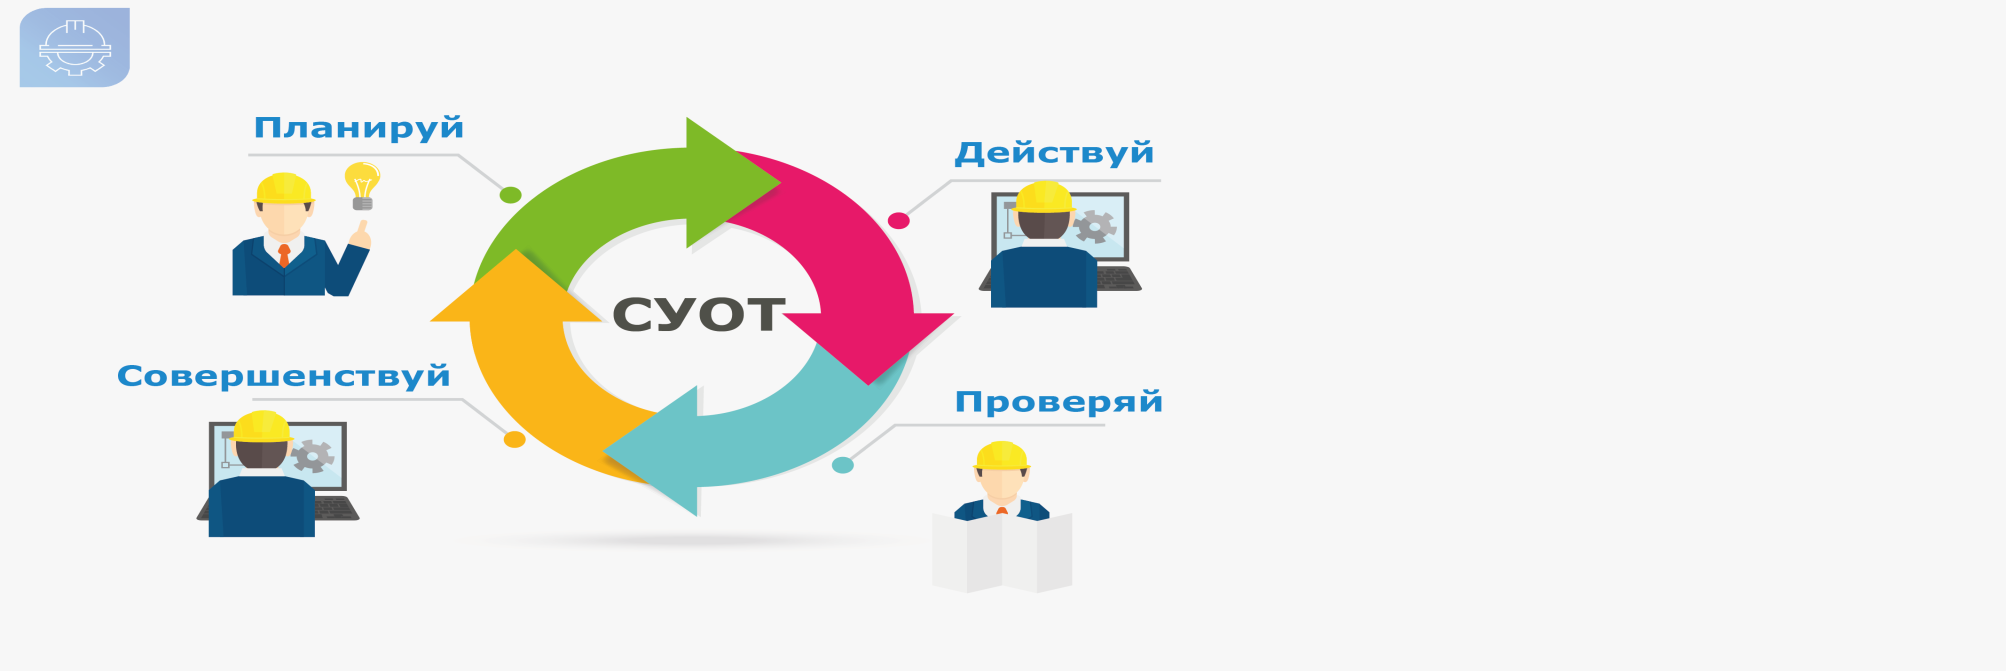 Планируй
Действуй
СУОТ
Совершенствуй
Проверяй